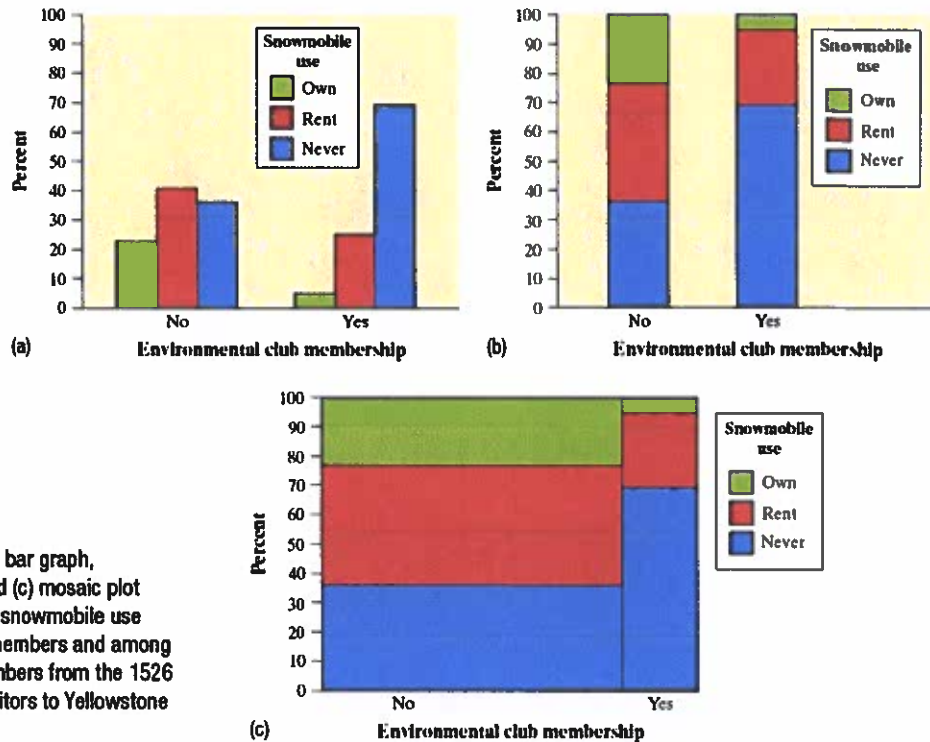 100
90
80
70
60
50
40
30
20
10
0
Percent
Snowmobile
use
Own
Rent
Never
No
Yes
(a)
Environmental club membership
100
90
80
70
60
50
40
30
20
10
0
Percent
Snowmobile
use
Own
Rent
Never
No
Yes
(b)
Environmental club membership
bar graph,
d (c) mosaic plot
snowmobile use
members and among
mbers from the 1526
itors to Yellowstone
100
90
80
70
60
50
40
30
20
10
0
Percent
Snowmobile
use
Own
Rent
Never
No
Yes
(c)
Environmental club membership